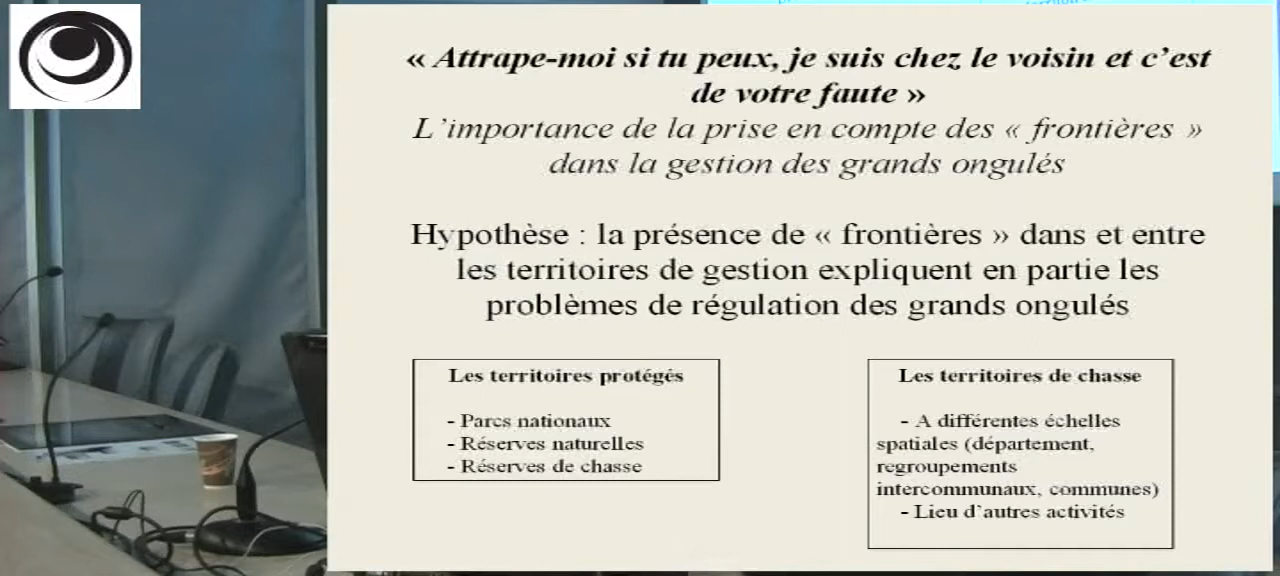 « Attrape-moi si tu peux, je suis chez le voisin et c’est
de votre faute »
L’importance de la prise en compte des « frontières »
dans la gestion des grands ongulés
Hypothèse : la présence de « frontières » dans et entre
les territoires de gestion expliquent en partie les
problèmes de régulation des grands ongulés
Les territoires protégés
- Parcs nationaux
- Réserves naturelles
- Réserves de chasse
Les territoires de chasse
- A différentes échelles
spatiales (département,
regroupements
intercommunaux, communes)
- Lieu d’autres activités